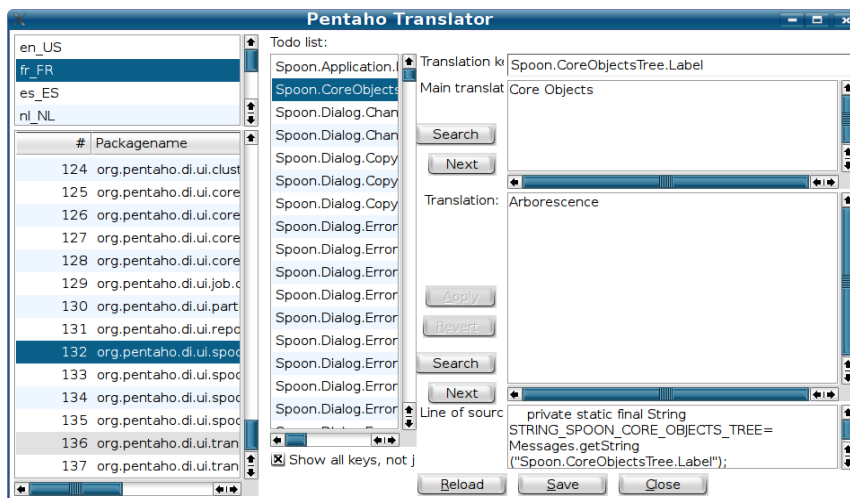 Pentaho Translator
en_US
fr_FR
es_ES
nl_NL
# Packagename
124 org.pentaho.di.ui.clust
125 org.pentaho.di.ui.core
126 org.pentaho.di.ui.core
127 org.pentaho.di.ui.core
128 org.pentaho.di.ui.core
129 org.pentaho.di.ui.job.
130 org.pentaho.di.ui.part
131 org.pentaho.di.ui.repo
132 org.pentaho.di.ui.spoo
133 org.pentaho.di.ui.spoo
134 org.pentaho.di.ui.spoo
135 org.pentaho.di.ui.spoo
136 org.pentaho.di.ui.tran
137 org.pentaho.di.ui.tran
Todo list:
Spoon.Application.
Spoon.CoreObjects
Spoon.Dialog.Chan
Spoon.Dialog.Chan
Spoon.Dialog.Copy
Spoon.Dialog.Copy
Spoon.Dialog.Copy
Spoon.Dialog.Error
Spoon.Dialog.Error
Spoon.Dialog.Error
Spoon.Dialog.Error
Spoon.Dialog.Error
Spoon.Dialog.Error
Spoon.Dialog.Error
Spoon.Dialog.Error
Spoon.Dialog.Error
Show all keys, not j
Translation k
Spoon.CoreObjectsTree.Label
Main translat
Core Objects
Search
Next
Translation:
Arborescence
Apply
Revert
Search
Next
Line of sourc
private static final String
STRING_SPOON_CORE_OBJECTS_TREE=
Messages.getString
("Spoon.CoreObjectsTree.Label");
Reload
Save
Close